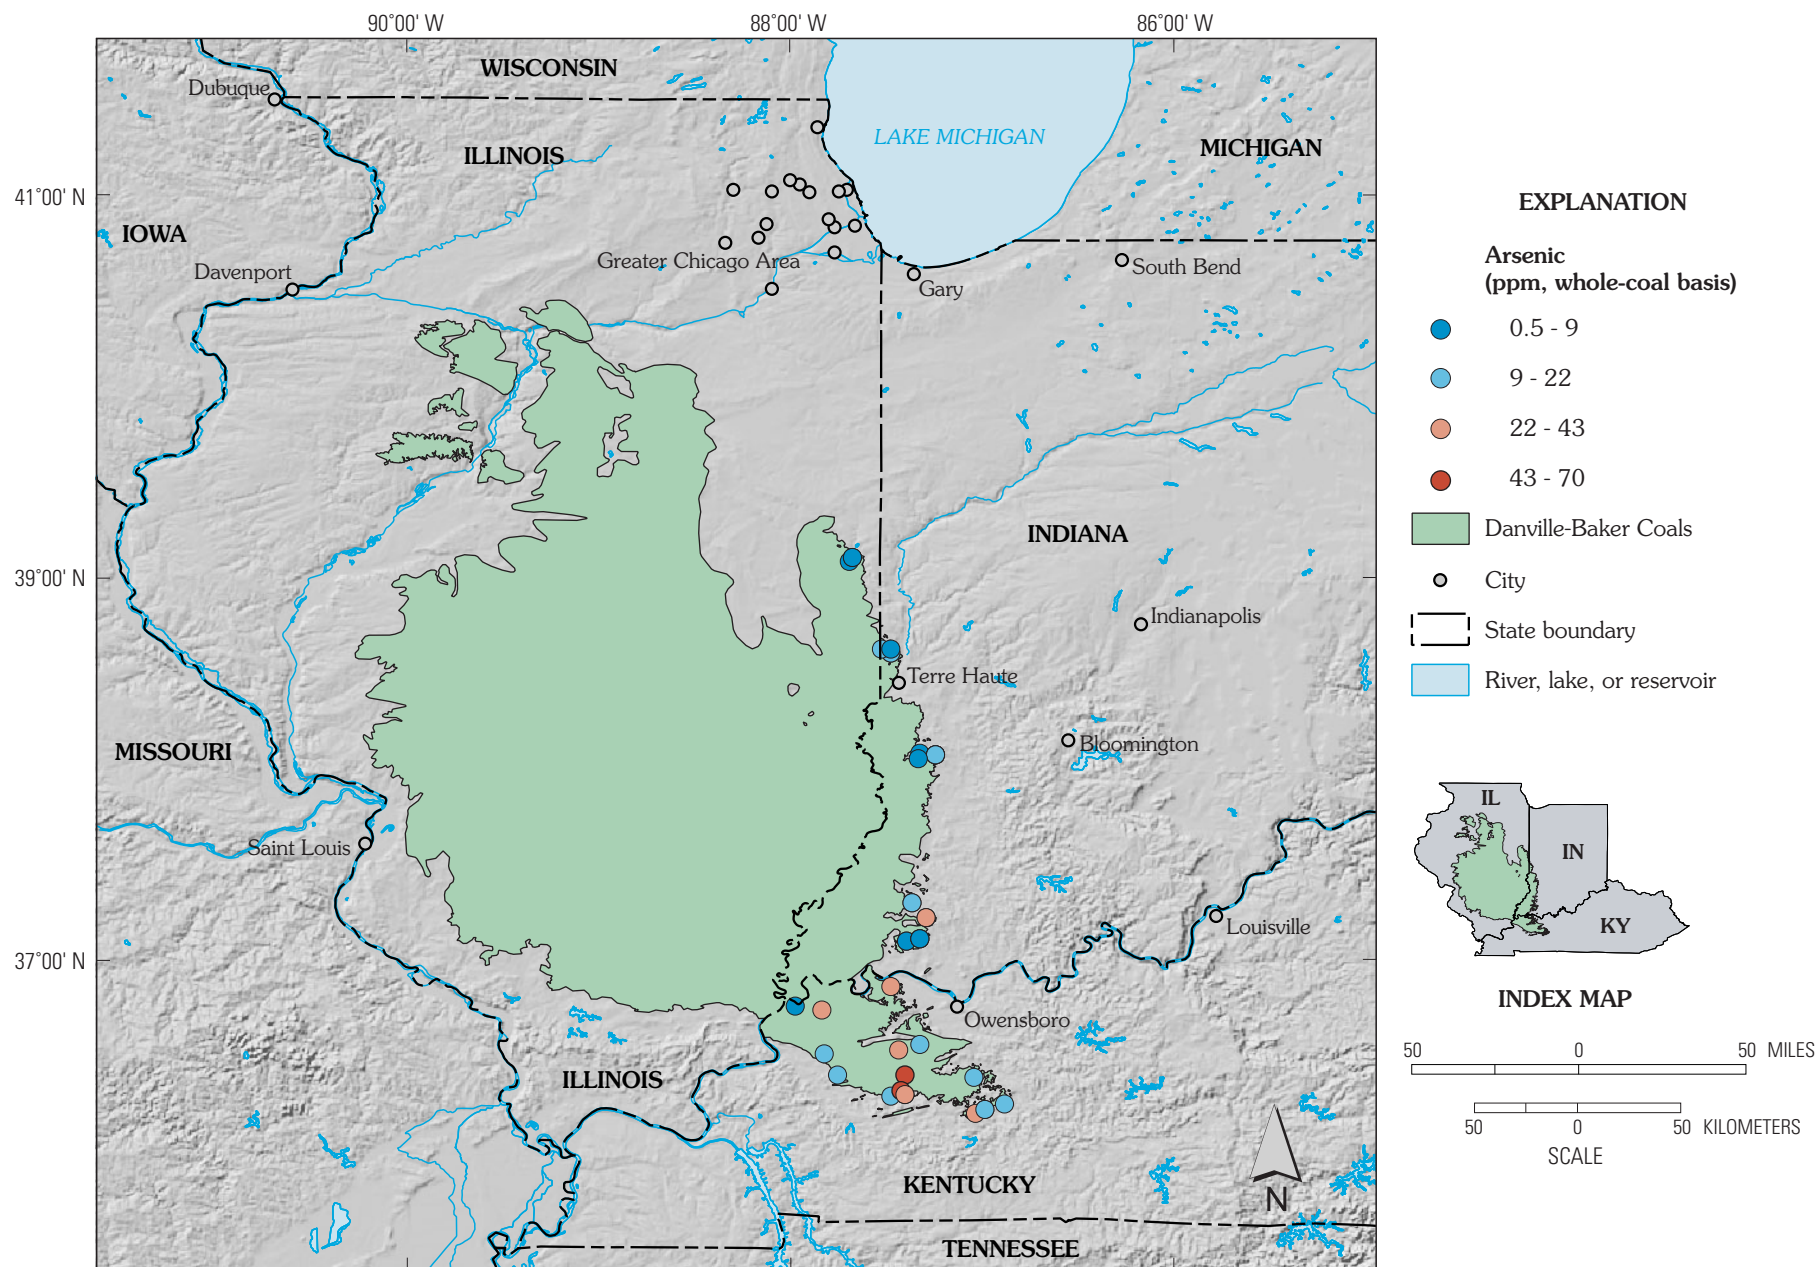 90°00' W
88°00' W
86°00' W
WISCONSIN
Dubuque
LAKE MICHIGAN
ILLINOIS
MICHIGAN
41°00' N
IOWA
Davenport
Greater Chicago Area
South Bend
Gary
INDIANA
39°00' N
Indianapolis
Terre Haute
Bloomington
MISSOURI
Saint Louis
Louisville
37°00' N
Owensboro
ILLINOIS
KENTUCKY
N
TENNESSEE
EXPLANATION
Arsenic
(ppm, whole-coal basis)
0.5 - 9
9 - 22
22 - 43
43 - 70
Danville-Baker Coals
City
State boundary
River, lake, or reservoir
IL
IN
KY
INDEX MAP
50 0 50 MILES
50 0 50 KILOMETERS
SCALE